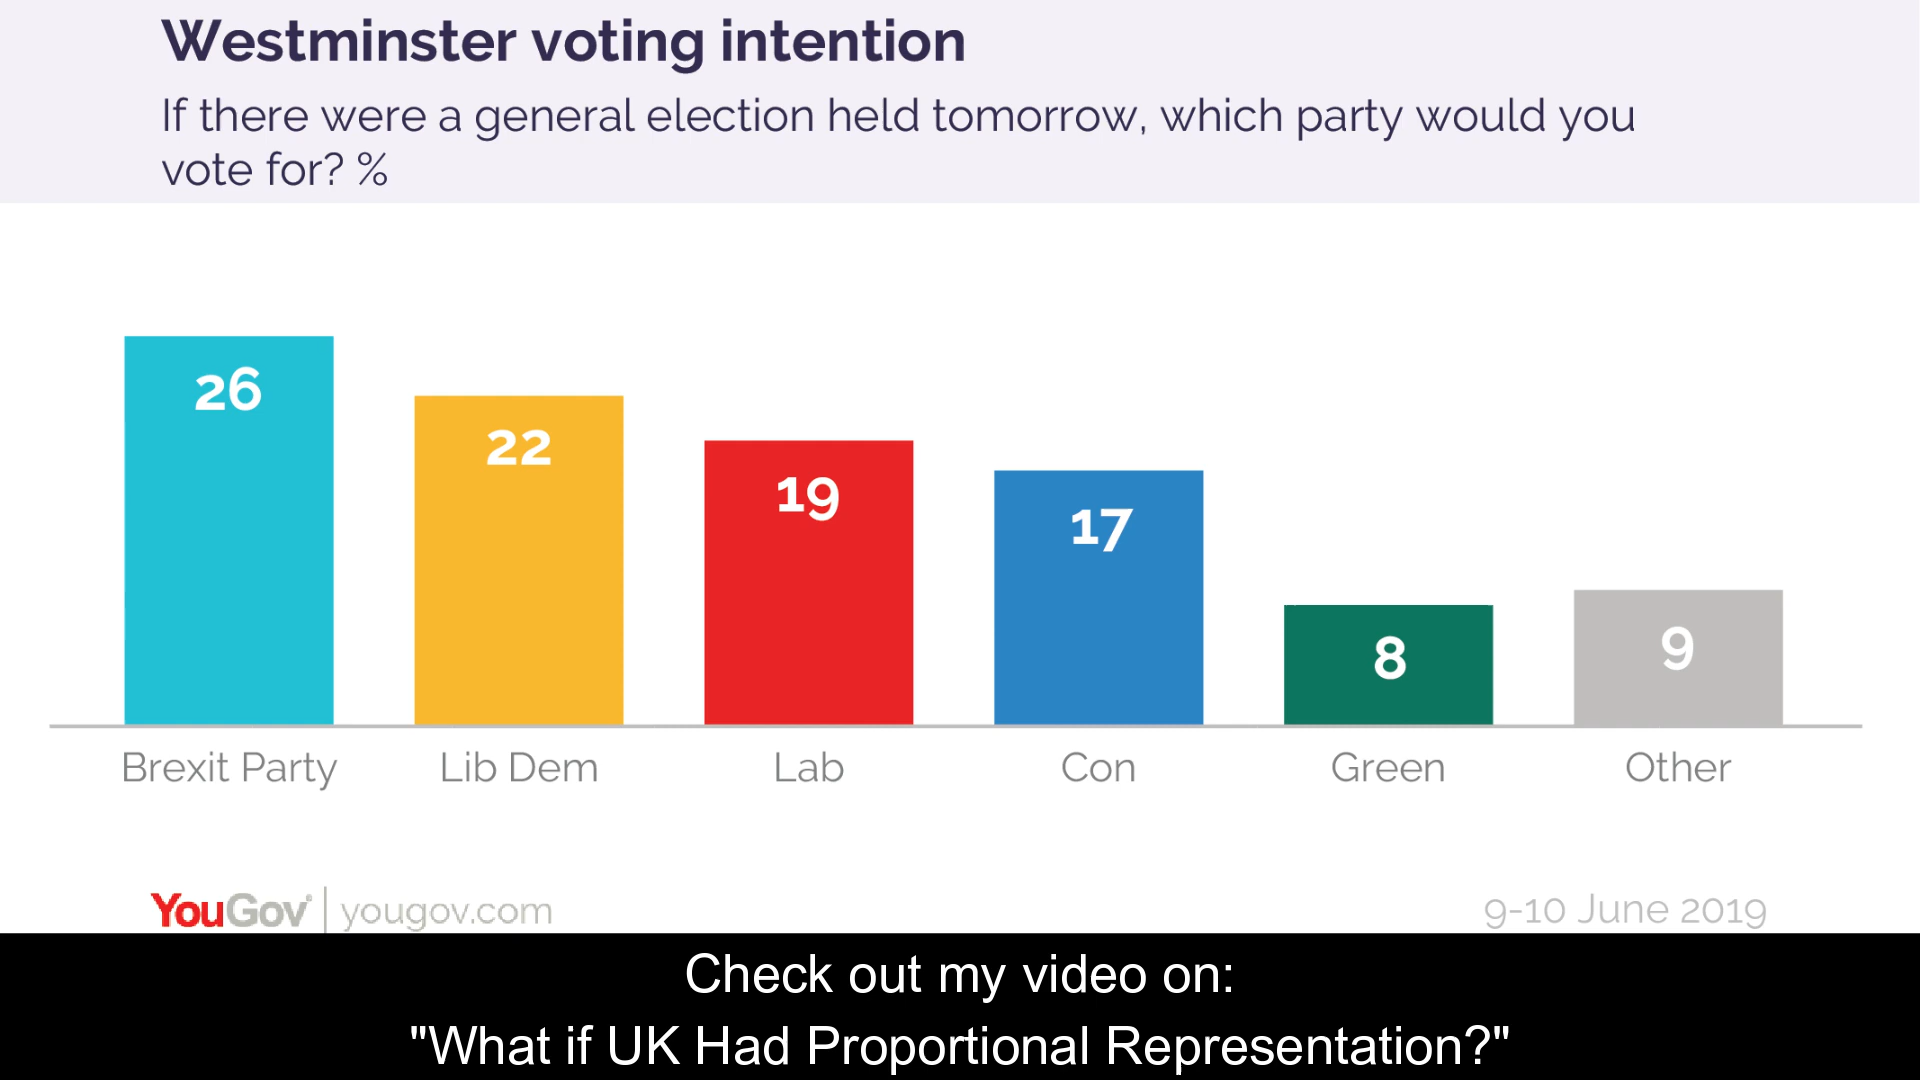 Westminster voting intention
If there were a general election held tomorrow, which party would you
vote for? %
26
22
19
17
8
9
Brexit Party
Lib Dem
Lab
Con
Green
Other
YouGov | yougov.com
9-10 June 2019
Check out my video on:
"What if UK Had Proportional Representation?"